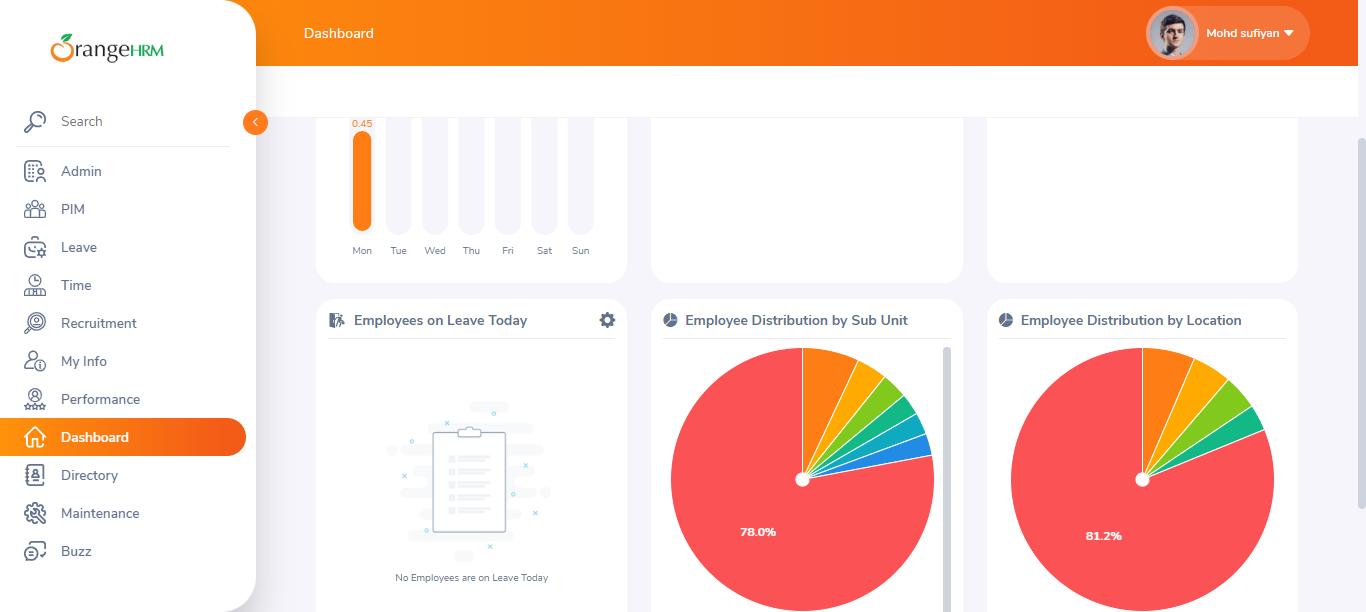 OrangeHRM
Dashboard
Mohd sufiyan
Search
Admin
PIM
Leave
Time
Recruitment
My Info
Performance
Dashboard
Directory
Maintenance
Buzz
0.45
Mon Tue Wed Thu Fri Sat Sun
Employees on Leave Today
No Employees are on Leave Today
Employee Distribution by Sub Unit
78.0%
Employee Distribution by Location
81.2%